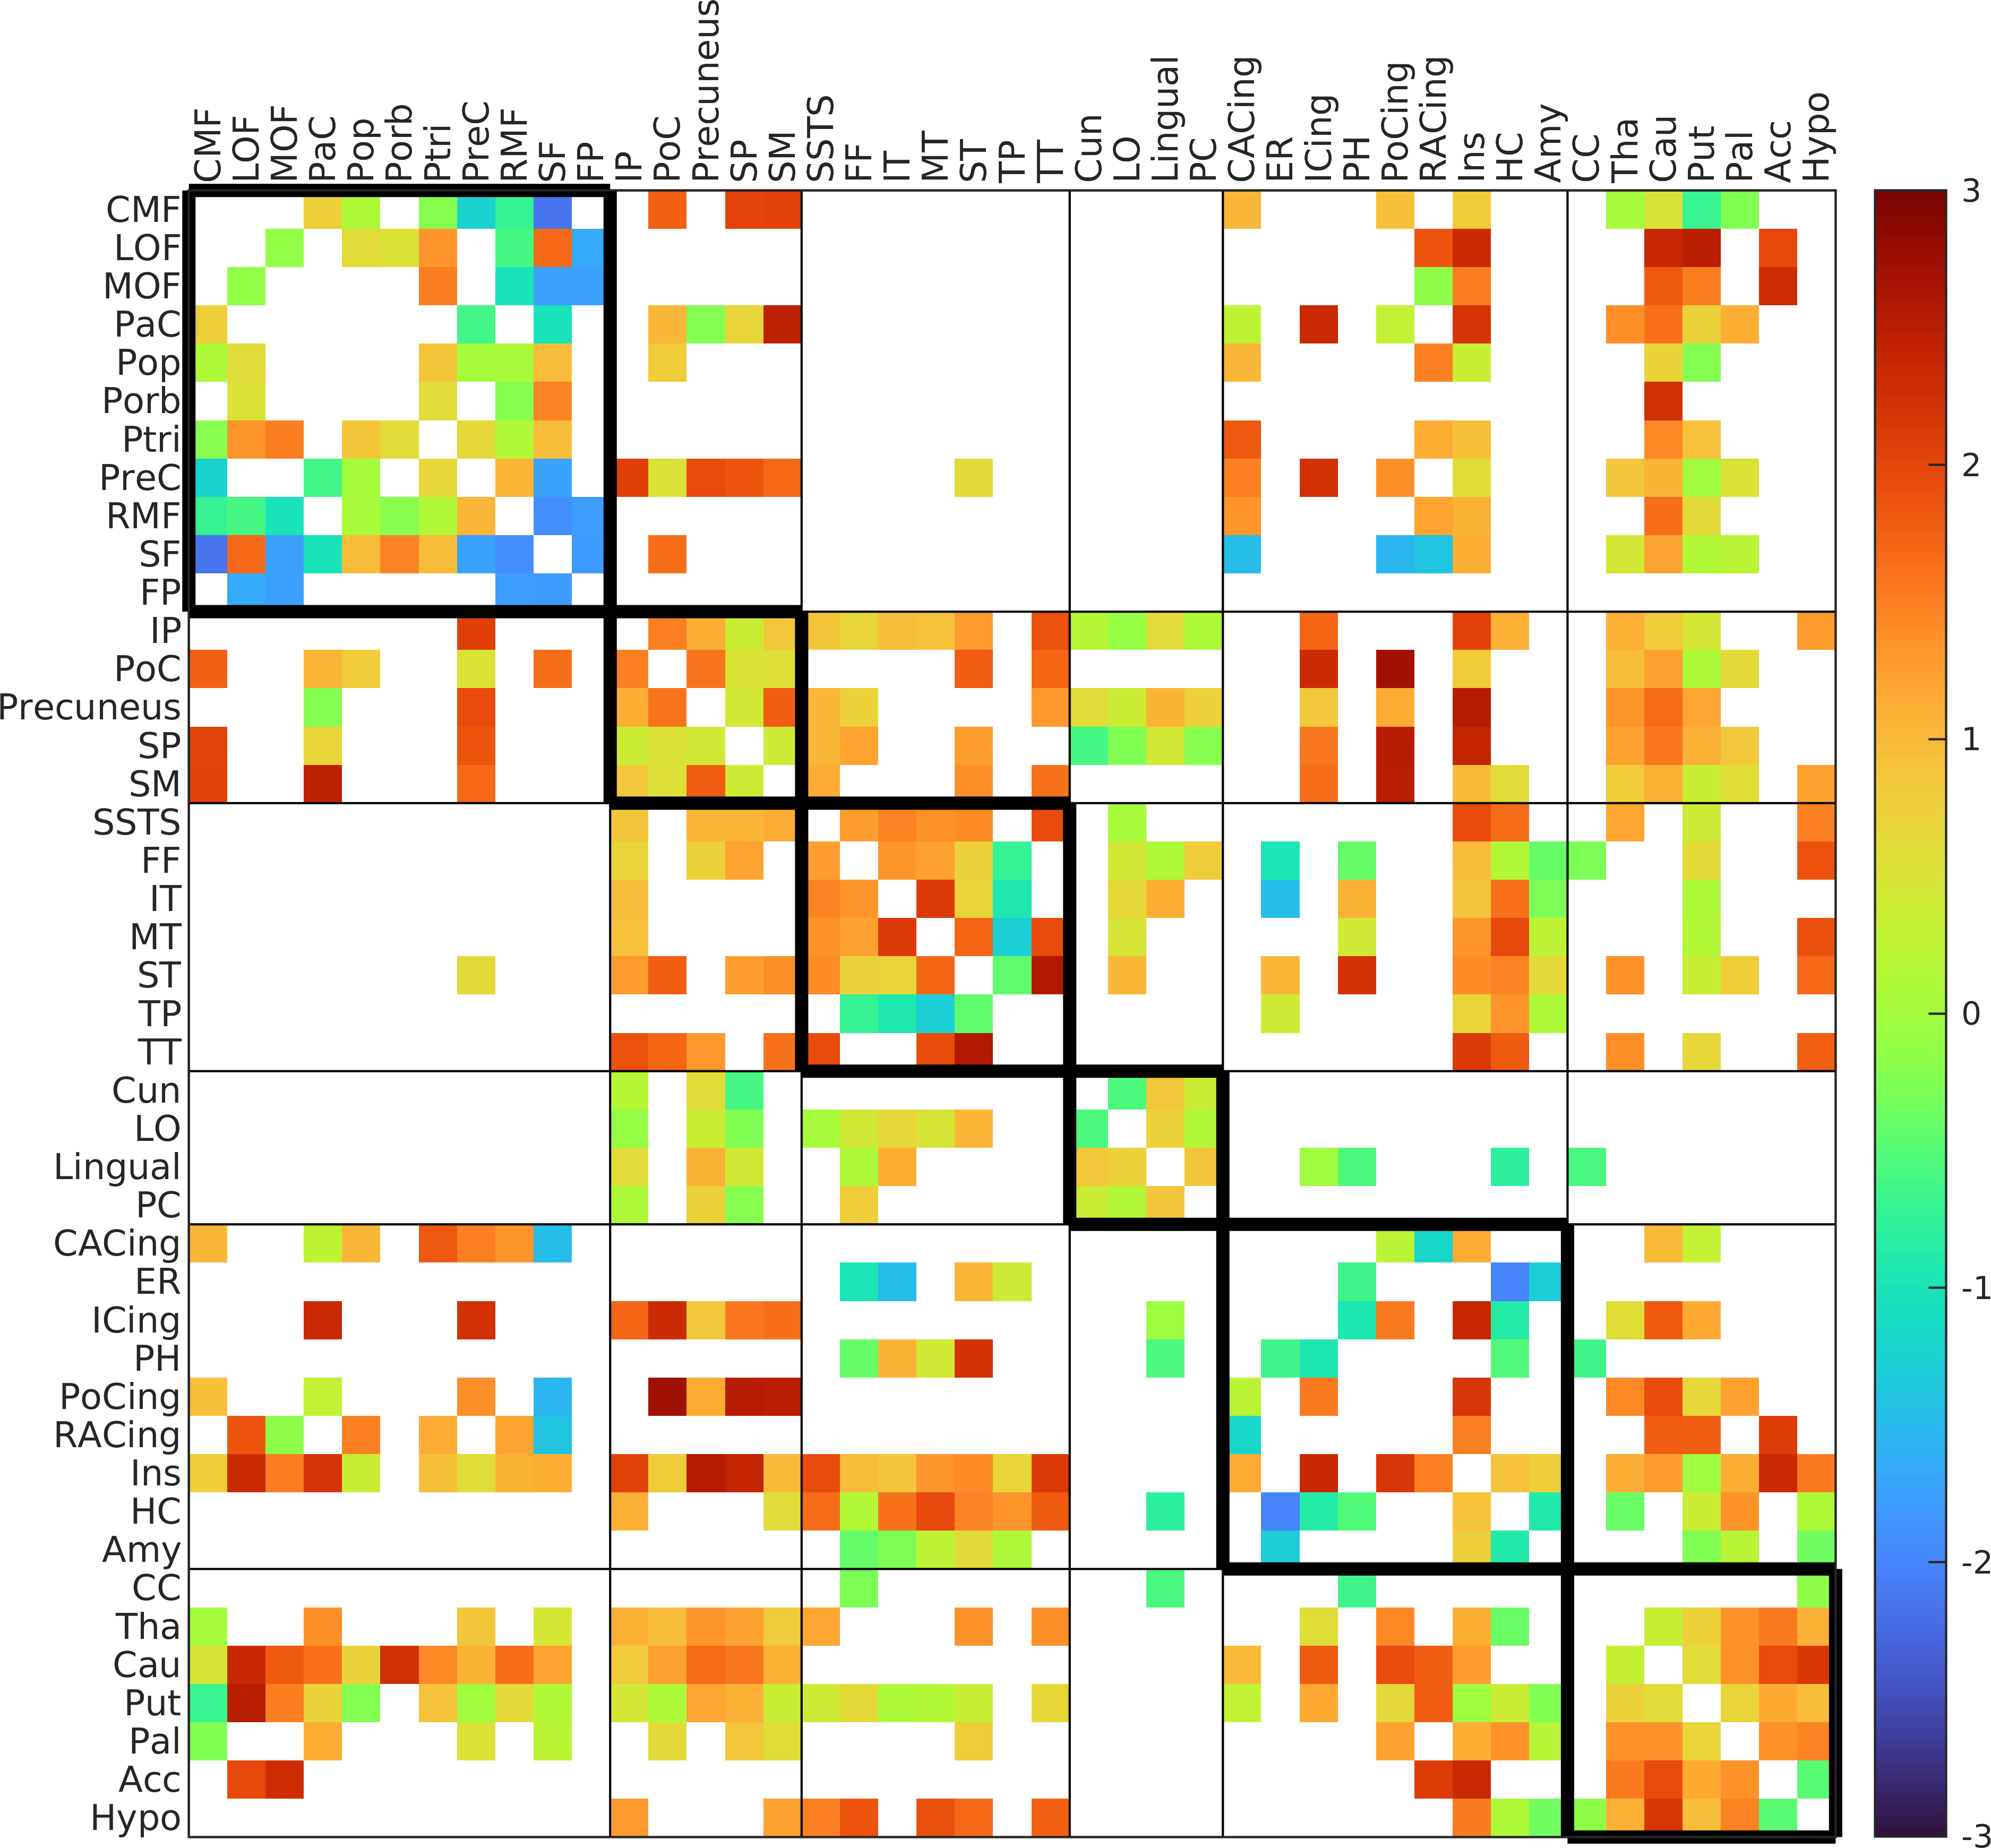 CMF LOF MOF PaC Pop Porb Ptri PreC RMF SF FP IP PoC Precuneus SP SM SSTS FF IT MT ST TP TT Cun LO Lingual PC CACing ER ICing PH PoCing RACing Ins HC Amy CC Tha Cau Put Pal Acc Hypo
CMF
LOF
MOF
PaC
Pop
Porb
Ptri
PreC
RMF
SF
FP
IP
PoC
Precuneus
SP
SM
SSTS
FF
IT
MT
ST
TP
TT
Cun
LO
Lingual
PC
CACing
ER
ICing
PH
PoCing
RACing
Ins
HC
Amy
CC
Tha
Cau
Put
Pal
Acc
Hypo
3
2
1
0
-1
-2
-3